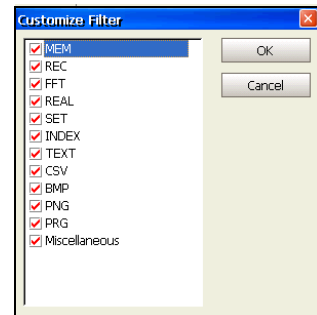 Customize Filter
MEM
REC
FFT
REAL
SET
INDEX
TEXT
CSV
BMP
PNG
PRG
Miscellaneous
OK
Cancel